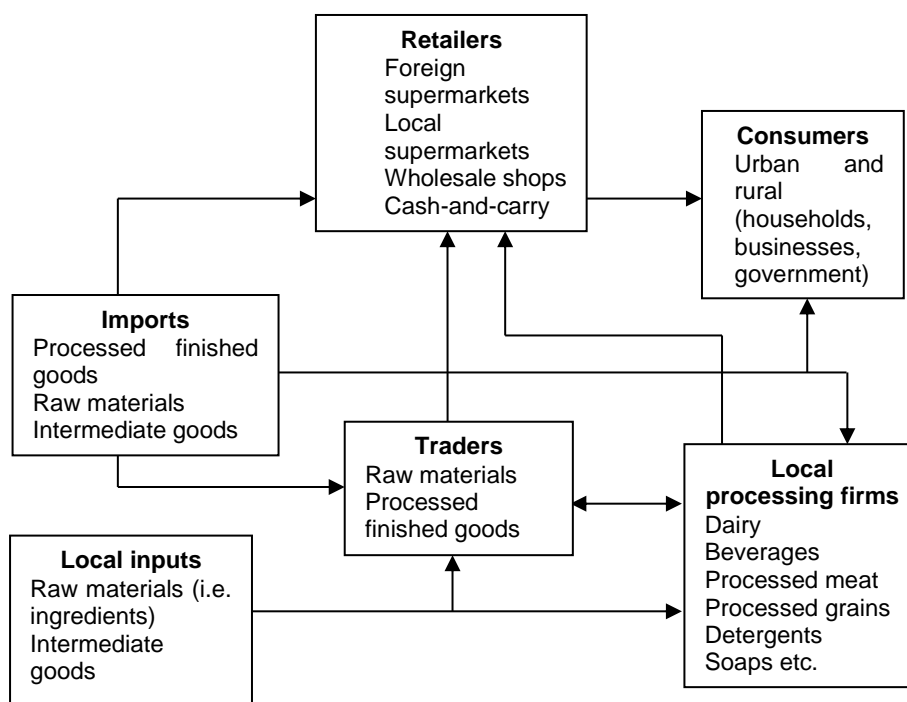 Retailers
Foreign
supermarkets
Local
supermarkets
Wholesale shops
Cash-and-carry
Consumers
Urban and
rural
(households,
businesses,
government)
Imports
Processed finished
goods
Raw materials
Intermediate goods
Traders
Raw materials
Processed
finished goods
Local
processing firms
Dairy
Beverages
Processed meat
Processed grains
Detergents
Soaps etc.
Local inputs
Raw materials (i.e.
ingredients)
Intermediate
goods